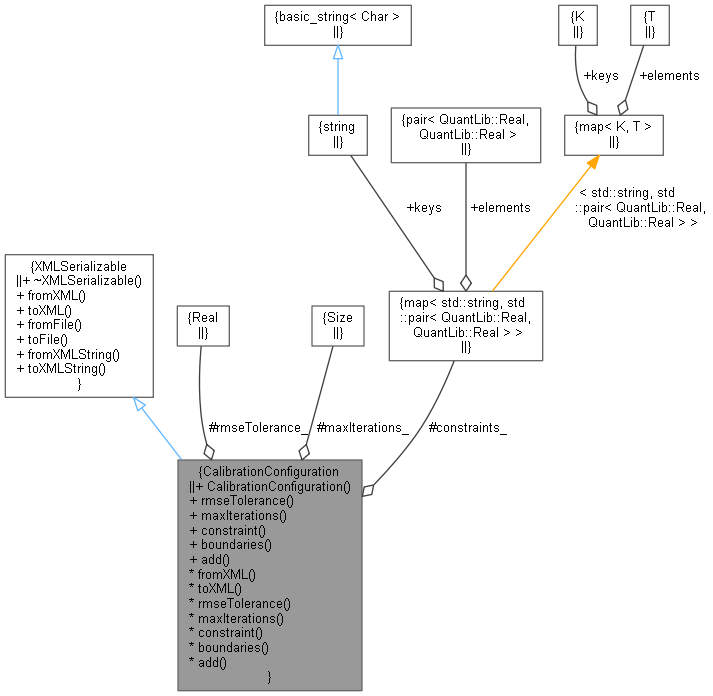 {basic_string< Char >
||}
{K
||}
{T
||}
+keys
+elements
{string
||}
{pair< QuantLib::Real,
QuantLib::Real >
||}
{map< K, T >
||}
+keys
+elements
< std::string, std
::pair< QuantLib::Real,
QuantLib::Real > >
{XMLSerializable
||+ ~XMLSerializable()
+ fromXML()
+ toXML()
+ fromFile()
+ toFile()
+ fromXMLString()
+ toXMLString()
}
{Real
||}
{Size
||}
{map< std::string, std
::pair< QuantLib::Real,
QuantLib::Real > >
||}
#rmseTolerance_
#maxIterations_
#constraints_
{CalibrationConfiguration
||+ CalibrationConfiguration()
+ rmseTolerance()
+ maxIterations()
+ constraint()
+ boundaries()
+ add()
* fromXML()
* toXML()
* rmseTolerance()
* maxIterations()
* constraint()
* boundaries()
* add()
}